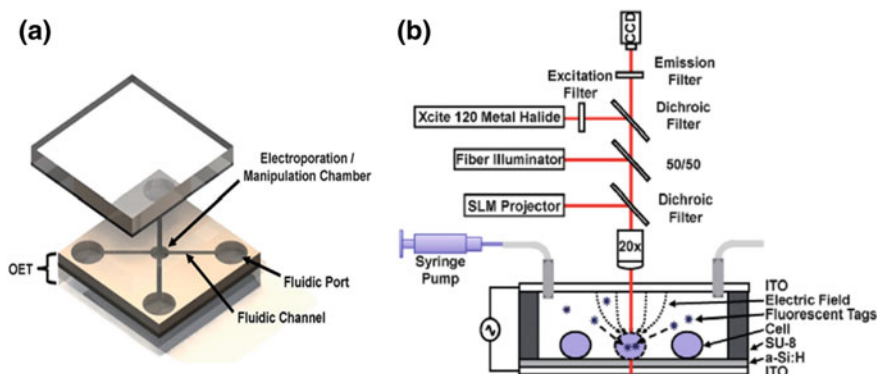 (a)
Electroporation /
Manipulation Chamber
OET
Fluidic Port
Fluidic Channel
(b)
CCD
Emission
Filter
Excitation
Filter
Dichroic
Filter
Xcite 120 Metal Halide
Fiber Illuminator
50/50
SLM Projector
Dichroic
Filter
20x
Syringe
Pump
ITO
Electric Field
Fluorescent Tags
Cell
SU-8
a-Si:H
ITO